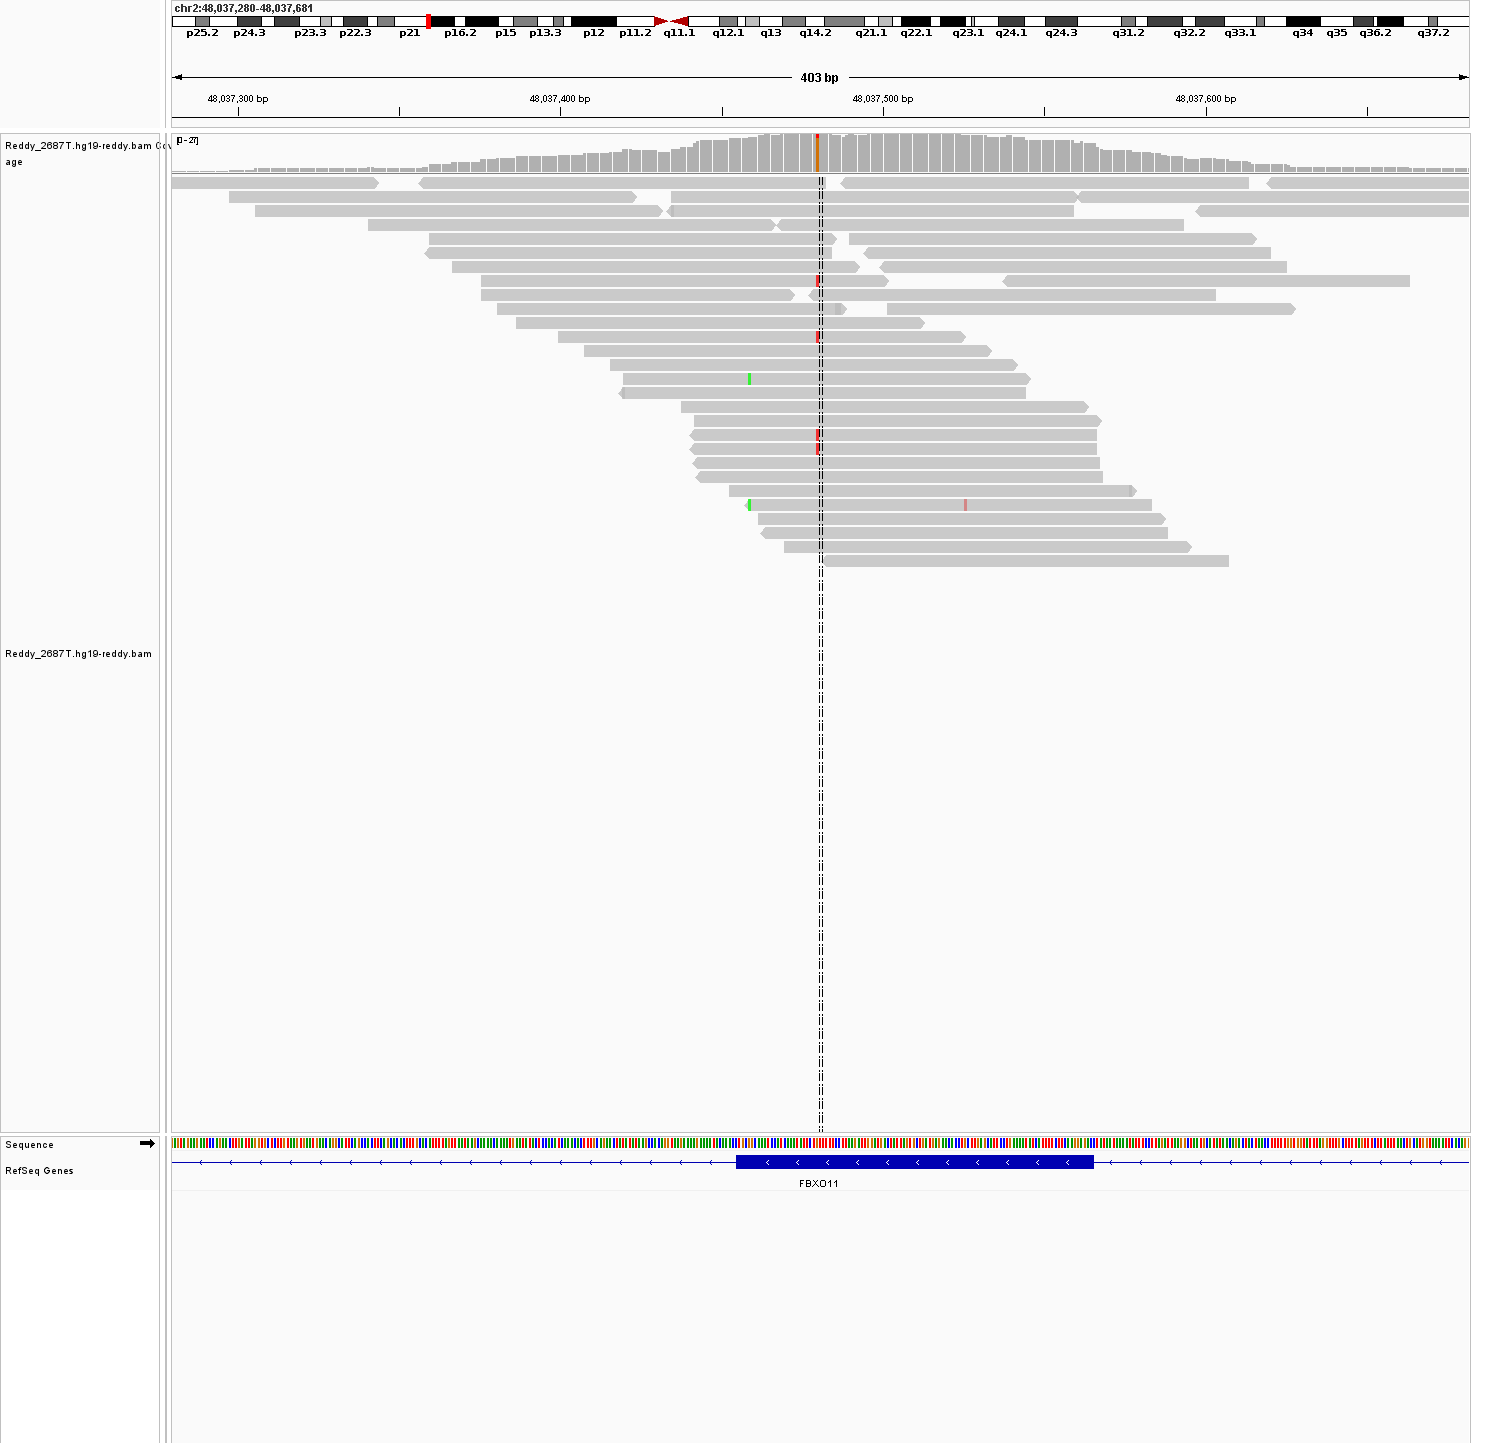 chr2:48,037,280-48,037,681
p25.2 p24.3 p23.3 p22.3 p21 p16.2 p15 p13.3 p12 p11.2 q11.1 q12.1 q13 q14.2 q21.1 q22.1 q23.1 q24.1 q24.3 q31.2 q32.2 q33.1 q34 q35 q36.2 q37.2
403 bp
48,037,300 bp 48,037,400 bp 48,037,500 bp 48,037,600 bp
Reddy_2687T.hg19-reddy.bam Cov
age
[0 - 27]
Reddy_2687T.hg19-reddy.bam
Sequence
RefSeq Genes
FBXO11